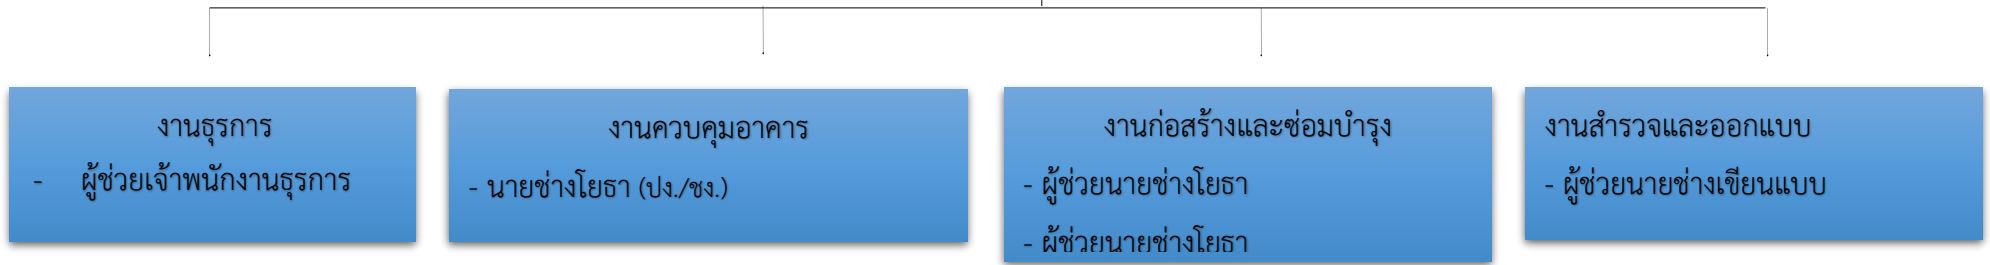 งานธุรการ
- ผู้ช่วยเจ้าพนักงานธุรการ
งานควบคุมอาคาร
- นายช่างโยธา (ปง./ชง.)
งานก่อสร้างและซ่อมบำรุง
- ผู้ช่วยนายช่างโยธา
- ผู้ช่วยนายช่างโยธา
งานสำรวจและออกแบบ
- ผู้ช่วยนายช่างเขียนแบบ